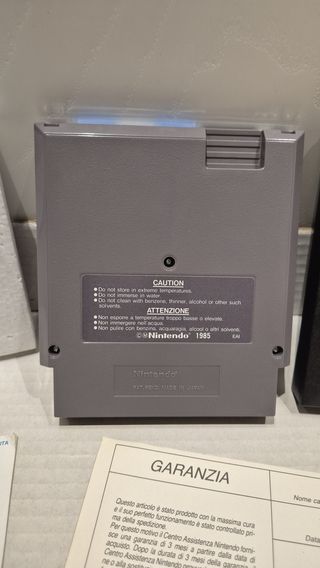 CAUTION
●Do not store in extreme temperatures.
●Do not immerse in water.
●Do not clean with benzene, thinner, alcohol or other such
solvents.
ATTENZIONE
●Non esporre a temperature troppo basse o elevate.
●Non immergere nell'acqua.
●Non pulire con benzina, acquaragia, alcool o altri solventi.
©Nintendo® 1985 EAI
Nintendo®
PAT. PEND. MADE IN JAPAN
GARANZIA
Questo articolo è stato prodotto con la massima cura
e il suo perfetto funzionamento è stato controllato pri-
ma della spedizione.
Per questo motivo il Centro Assistenza Nintendo forni-
sce una garanzia di 3 mesi a partire dalla data di
acquisto. Dopo la durata di 3 mesi della garanzia
Centro Assistenza Nintendo
Nome ca
Data d'a